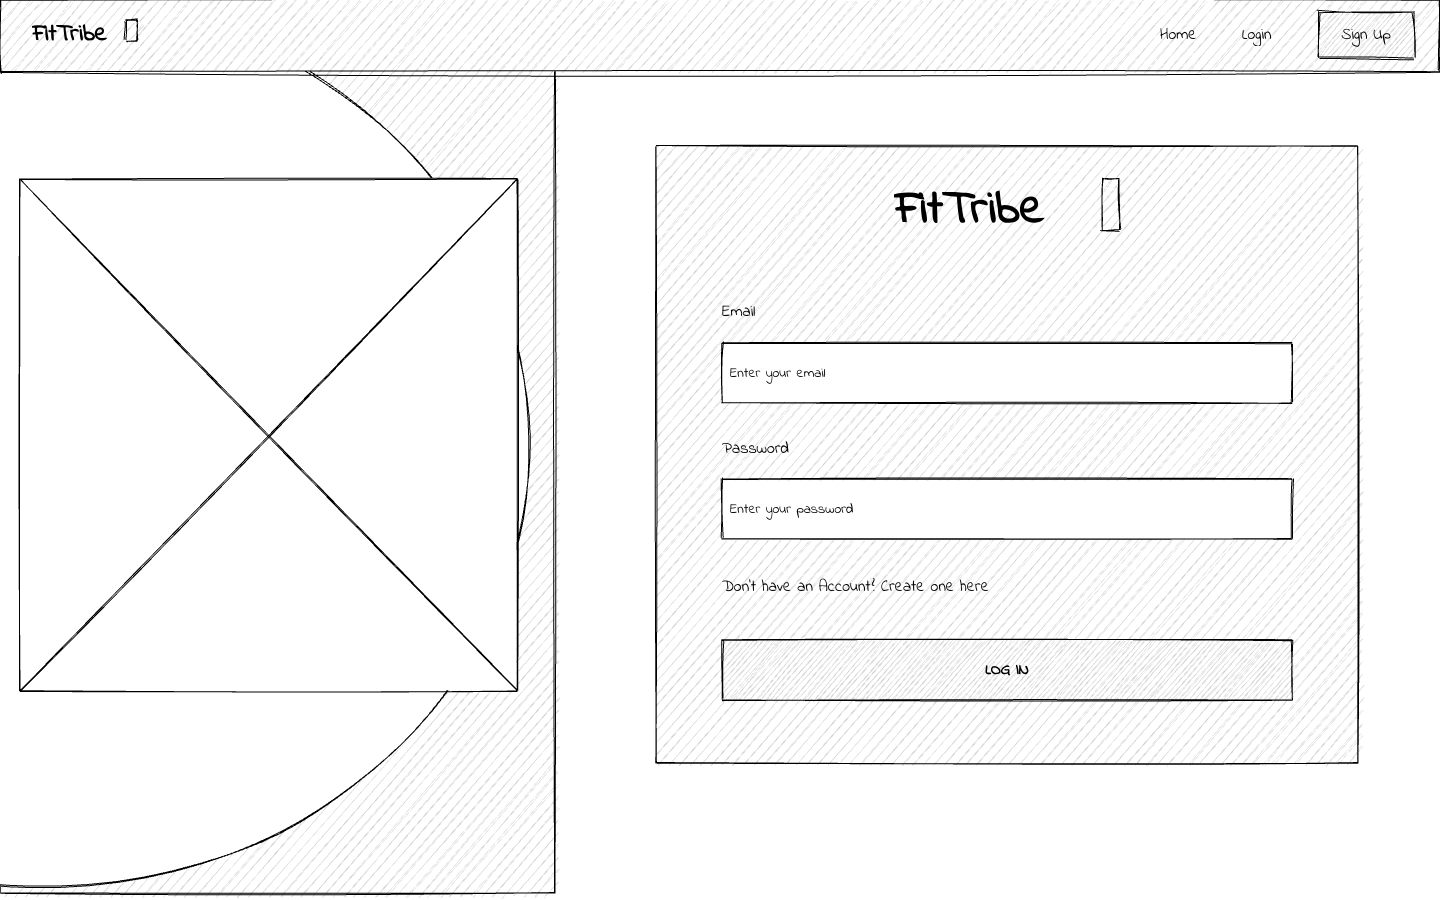 FitTribe
Home
Login
Sign Up
FitTribe
Email
Enter your email
Password
Enter your password
Don't have an Account? Create one here
LOG IN